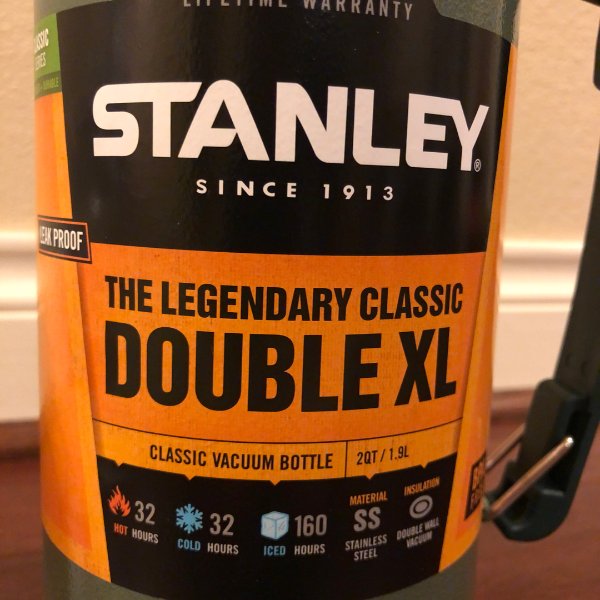 LIFETIME WARRANTY
STANLEY®
SINCE 1913
LEAK PROOF
THE LEGENDARY CLASSIC
DOUBLE XL
CLASSIC VACUUM BOTTLE | 2QT / 1.9L
32 HOT HOURS
32 COLD HOURS
160 ICED HOURS
MATERIAL
SS
STAINLESS
STEEL
INSULATION
DOUBLE WALL
VACUUM